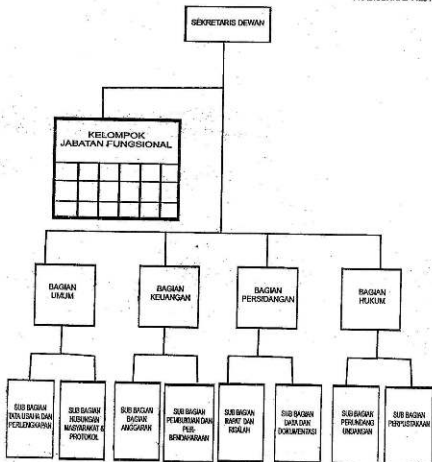 SEKRETARIS DEWAN
KELOMPOK
JABATAN FUNGSIONAL
BAGIAN
UMUM
BAGIAN
KEUANGAN
BAGIAN
PERSIDANGAN
BAGIAN
HUKUM
SUB BAGIAN
TATA USAHA DAN
PERLENGKAPAN
SUB BAGIAN
HUBUNGAN
MASYARAKAT &
PROTOKOL
SUB BAGIAN
BAGIAN
ANGGARAN
SUB BAGIAN
PEMBUKUAN DAN
PER-
BENDAHARAAN
SUB BAGIAN
RAPAT DAN
RISALAH
SUB BAGIAN
DATA DAN
DOKUMENTASI
SUB BAGIAN
PERUNDANG
UNDANGAN
SUB BAGIAN
PERPUSTAKAAN